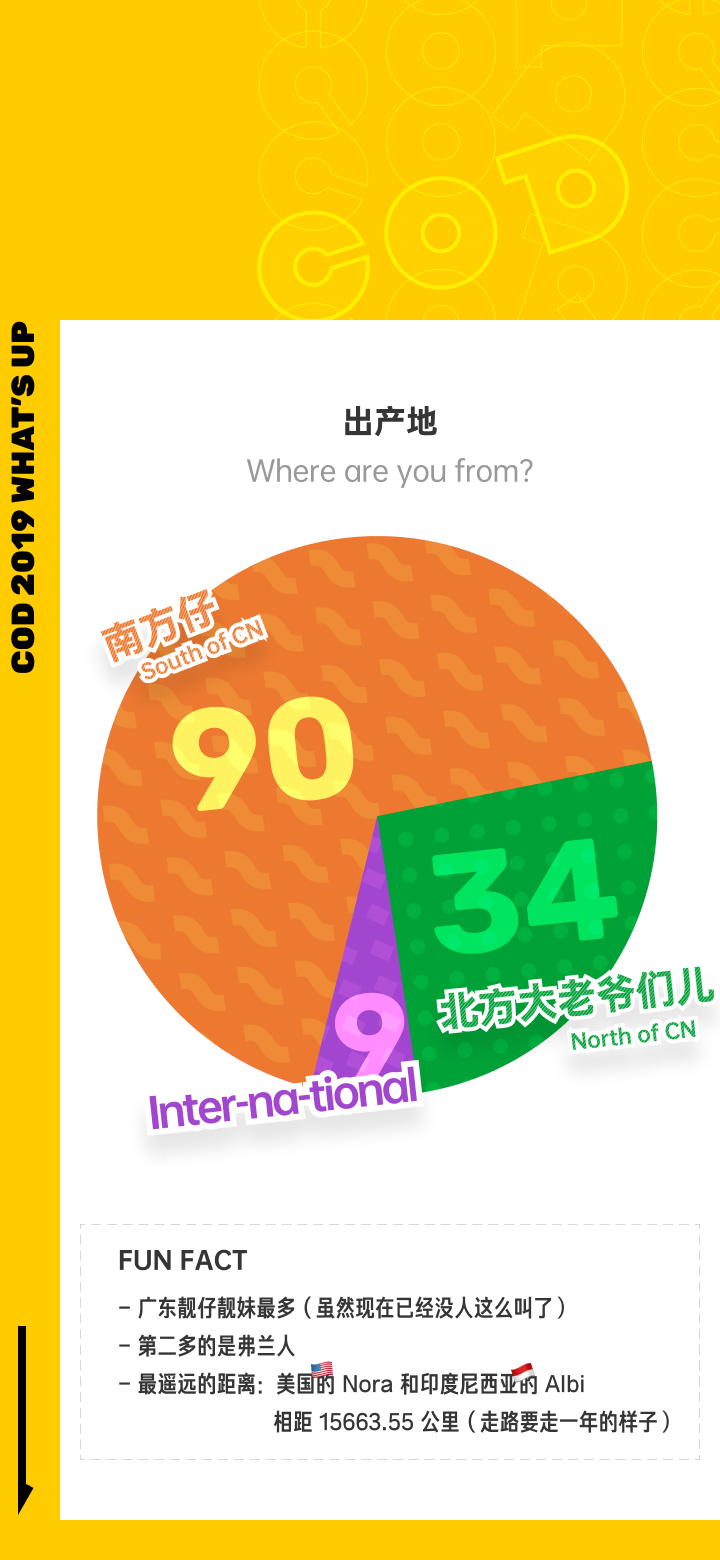 COD
COD 2019 WHAT'S UP
出产地
Where are you from?
南方仔
South of CN
90
34
北方大老爷们儿
North of CN
9
Inter-na-tional
FUN FACT
– 广东靓仔靓妹最多（虽然现在已经没人这么叫了）
– 第二多的是弗兰人
– 最遥远的距离：美国的 Nora 和印度尼西亚的 Albi
相距 15663.55 公里（走路要走一年的样子）